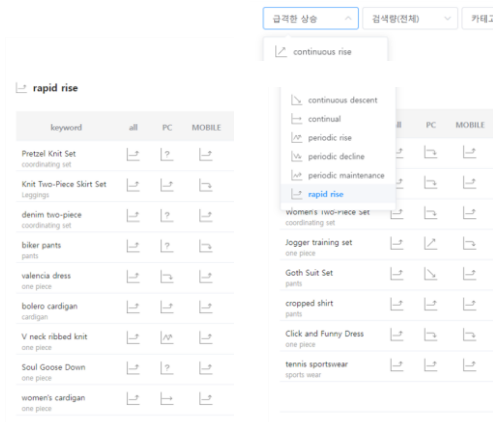 급격한 상승
검색량(전체)
카테고
continuous rise
rapid rise
keyword all PC MOBILE
Pretzel Knit Set
coordinating set
Knit Two-Piece Skirt Set
Leggings
denim two-piece
coordinating set
biker pants
pants
valencia dress
one piece
bolero cardigan
cardigan
V neck ribbed knit
one piece
Soul Goose Down
one piece
women's cardigan
one piece
continuous descent
continual
periodic rise
periodic decline
periodic maintenance
rapid rise
all PC MOBILE
Women's Two-Piece Set
coordinating set
Jogger training set
one piece
Goth Suit Set
pants
cropped shirt
pants
Click and Funny Dress
one piece
tennis sportswear
sports wear